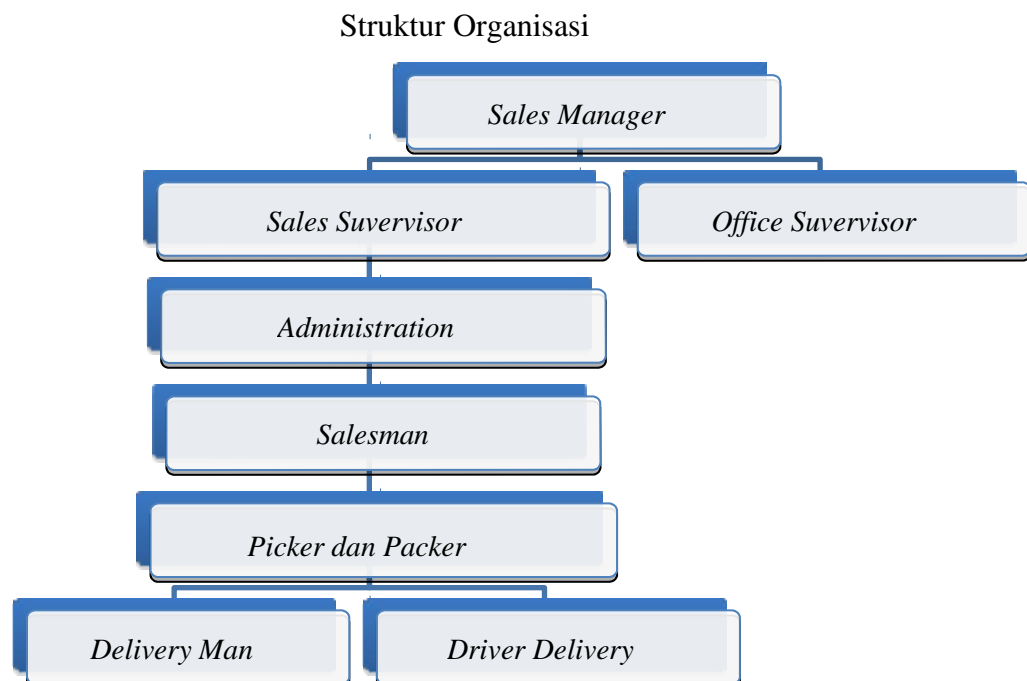 Struktur Organisasi
Sales Manager
Sales Suvervisor
Office Suvervisor
Administration
Salesman
Picker dan Packer
Delivery Man
Driver Delivery